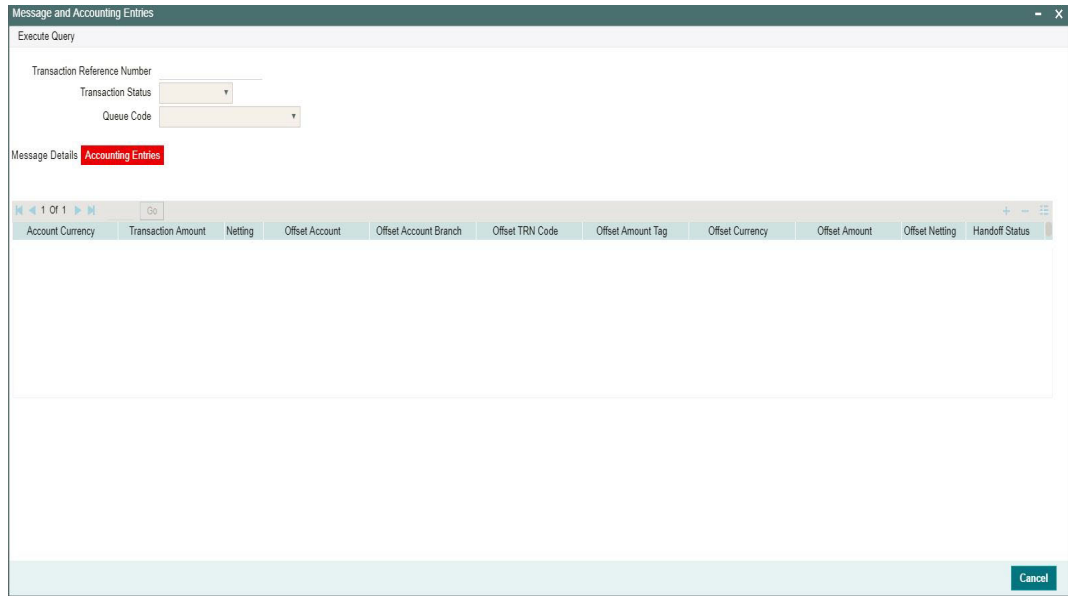 Message and Accounting Entries
Execute Query
Transaction Reference Number
Transaction Status
Queue Code
Message Details Accounting Entries
1 Of 1 Go
Account Currency Transaction Amount Netting Offset Account Offset Account Branch Offset TRN Code Offset Amount Tag Offset Currency Offset Amount Offset Netting Handoff Status
Cancel